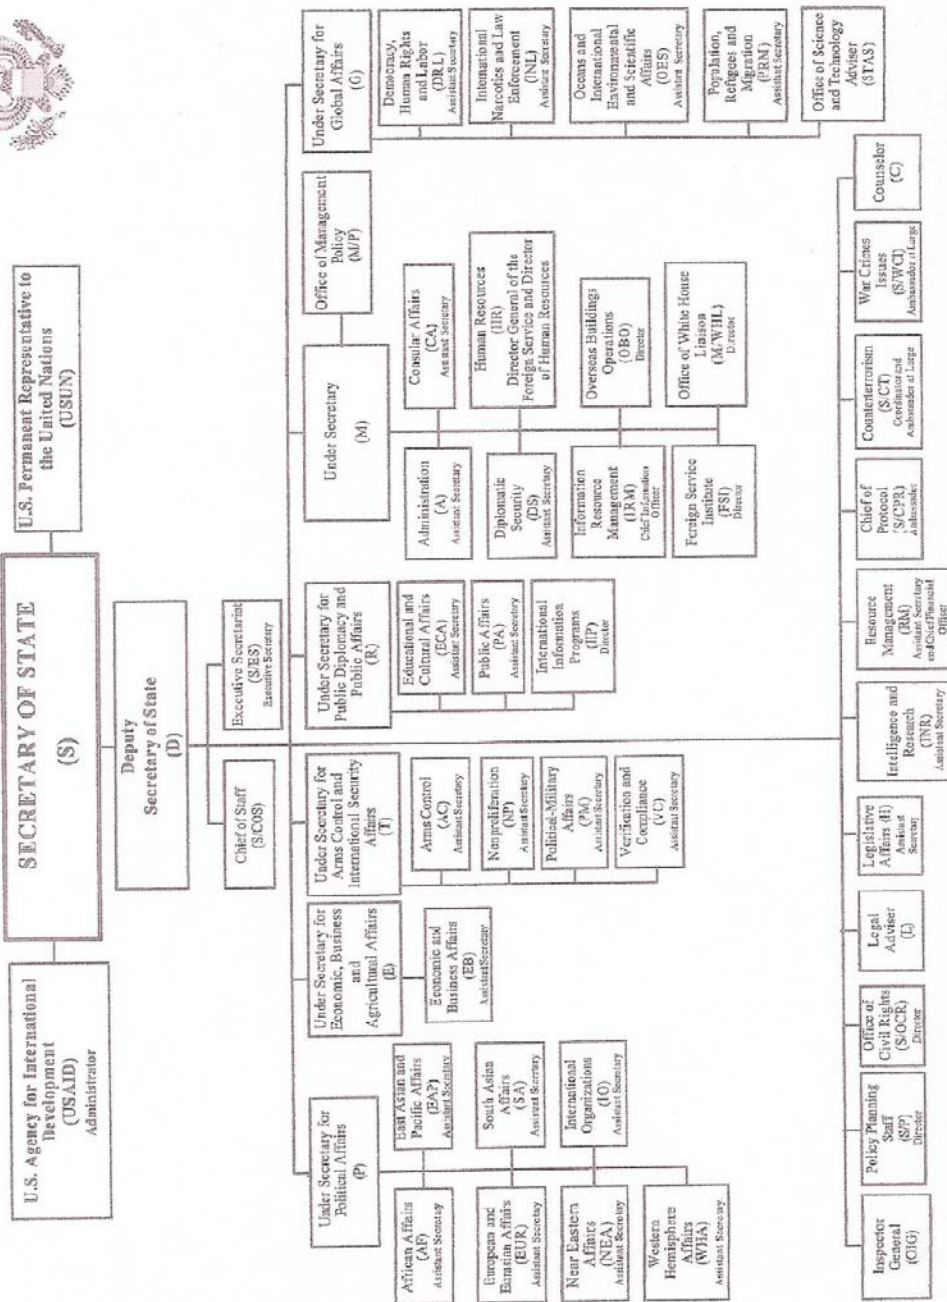 SECRETARY OF STATE
(S)
U.S. Agency for International
Development
(USAID)
Administrator
U.S. Permanent Representative to
the United Nations
(USUN)
Deputy
Secretary of State
(D)
Chief of Staff
(S/COS)
Executive Secretariat
(S/ES)
Executive Secretary
Under Secretary for
Political Affairs
(P)
African Affairs
(AF)
Assistant Secretary
East Asian and
Pacific Affairs
(EAP)
Assistant Secretary
European and
Eurasian Affairs
(EUR)
Assistant Secretary
South Asian
Affairs
(SA)
Assistant Secretary
Near Eastern
Affairs
(NEA)
Assistant Secretary
International
Organizations
(IO)
Assistant Secretary
Western
Hemisphere
Affairs
(WHA)
Assistant Secretary
Under Secretary for
Economic, Business
and
Agricultural Affairs
(E)
Economic and
Business Affairs
(EB)
Assistant Secretary
Under Secretary for
Arms Control and
International Security
Affairs
(T)
Arms Control
(AC)
Assistant Secretary
Nonproliferation
(NP)
Assistant Secretary
Political-Military
Affairs
(PM)
Assistant Secretary
Verification and
Compliance
(VC)
Assistant Secretary
Under Secretary for
Public Diplomacy and
Public Affairs
(R)
Educational and
Cultural Affairs
(ECA)
Assistant Secretary
Public Affairs
(PA)
Assistant Secretary
International
Information
Programs
(IIP)
Director
Under Secretary
(M)
Office of Management
Policy
(M/P)
Administration
(A)
Assistant Secretary
Consular Affairs
(CA)
Assistant Secretary
Diplomatic
Security
(DS)
Assistant Secretary
Human Resources
(HR)
Director General of the
Foreign Service and Director
of Human Resources
Information
Resource
Management
(IRM)
Chief Information
Officer
Overseas Buildings
Operations
(OBO)
Director
Foreign Service
Institute
(FSI)
Director
Office of White House
Liaison
(M/WHL)
Director
Under Secretary for
Global Affairs
(G)
Democracy,
Human Rights
and Labor
(DRL)
Assistant Secretary
International
Narcotics and Law
Enforcement
(INL)
Assistant Secretary
Oceans and
International
Environmental
and Scientific
Affairs
(OES)
Assistant Secretary
Population,
Refugees and
Migration
(PRM)
Assistant Secretary
Office of Science
and Technology
Adviser
(STAS)
Inspector
General
(OIG)
Policy Planning
Staff
(S/P)
Director
Office of
Civil Rights
(S/OCR)
Director
Legal
Adviser
(L)
Legislative
Affairs (H)
Assistant
Secretary
Intelligence and
Research
(INR)
Assistant Secretary
Resource
Management
(RM)
Assistant Secretary
and Chief Financial
Officer
Chief of
Protocol
(S/CPR)
Ambassador
Counterterrorism
(S/CT)
Coordinator and
Ambassador at Large
War Crimes
Issues
(S/WCI)
Ambassador at Large
Counselor
(C)